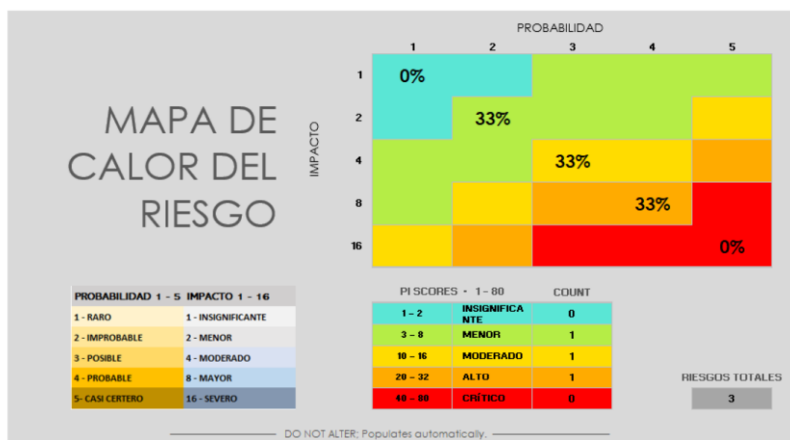 PROBABILIDAD
1 2 3 4 5
MAPA DE
CALOR DEL
RIESGO
IMPACTO
1 0%
2 33%
4 33%
8 33%
16 0%
PROBABILIDAD 1 - 5 IMPACTO 1 - 16
1 - RARO 1 - INSIGNIFICANTE
2 - IMPROBABLE 2 - MENOR
3 - POSIBLE 4 - MODERADO
4 - PROBABLE 8 - MAYOR
5- CASI CERTERO 16 - SEVERO
PI SCORES - 1 - 80 COUNT
1 - 2 INSIGNIFICA
NTE 0
3 - 8 MENOR 1
10 - 16 MODERADO 1
20 - 32 ALTO 1
40 - 80 CRÍTICO 0
RIESGOS TOTALES
3
DO NOT ALTER: Populates automatically.